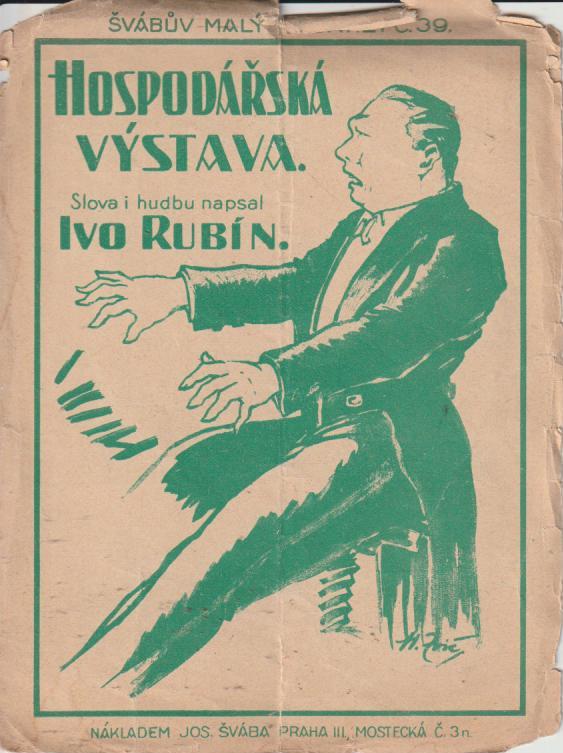 ŠVÁBŮV MALÝ Č. 39.
HOSPODÁŘSKÁ
VÝSTAVA.
Slova i hudbu napsal
IVO RUBÍN.
NÁKLADEM JOS. ŠVÁBA PRAHA III, MOSTECKÁ Č. 3n.